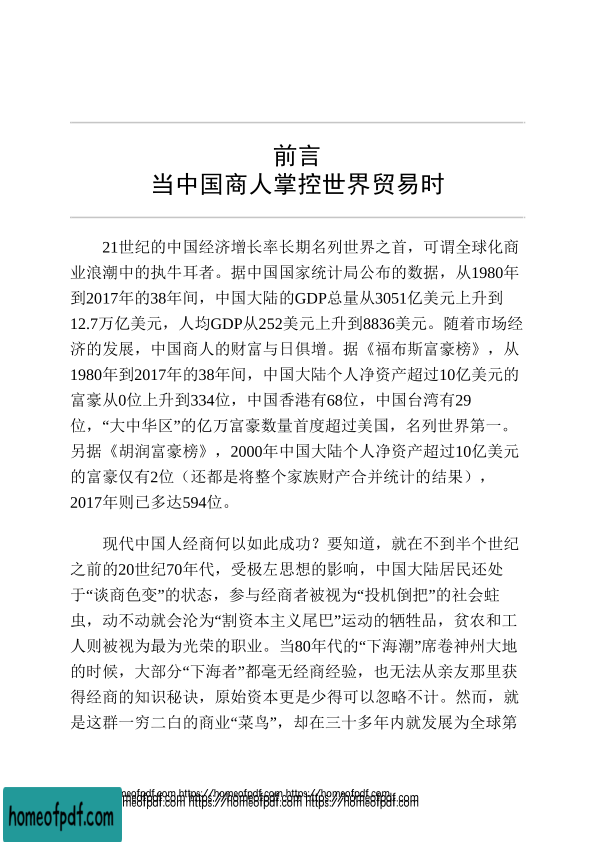 前言
当中国商人掌控世界贸易时
21世纪的中国经济增长率长期名列世界之首，可谓全球化商
业浪潮中的执牛耳者。据中国国家统计局公布的数据，从1980年
到2017年的38年间，中国大陆的GDP总量从3051亿美元上升到
12.7万亿美元，人均GDP从252美元上升到8836美元。随着市场经
济的发展，中国商人的财富与日俱增。据《福布斯富豪榜》，从
1980年到2017年的38年间，中国大陆个人净资产超过10亿美元的
富豪从0位上升到334位，中国香港有68位，中国台湾有29
位，“大中华区”的亿万富豪数量首度超过美国，名列世界第一。
另据《胡润富豪榜》，2000年中国大陆个人净资产超过10亿美元
的富豪仅有2位（还都是将整个家族财产合并统计的结果），
2017年则已多达594位。
现代中国人经商何以如此成功？要知道，就在不到半个世纪
之前的20世纪70年代，受极左思想的影响，中国大陆居民还处
于“谈商色变”的状态，参与经商者被视为“投机倒把”的社会蛀
虫，动不动就会沦为“割资本主义尾巴”运动的牺牲品，贫农和工
人则被视为最为光荣的职业。当80年代的“下海潮”席卷神州大地
的时候，大部分“下海者”都毫无经商经验，也无法从亲友那里获
得经商的知识秘诀，原始资本更是少得可以忽略不计。然而，就
是这群一穷二白的商业“菜鸟”，却在三十多年内就发展为全球第
homeofpdf.com https://homeofpdf.com https://homeofpdf.com
homeofpdf.com https://homeofpdf.com https://homeofpdf.com
homeofpdf.com